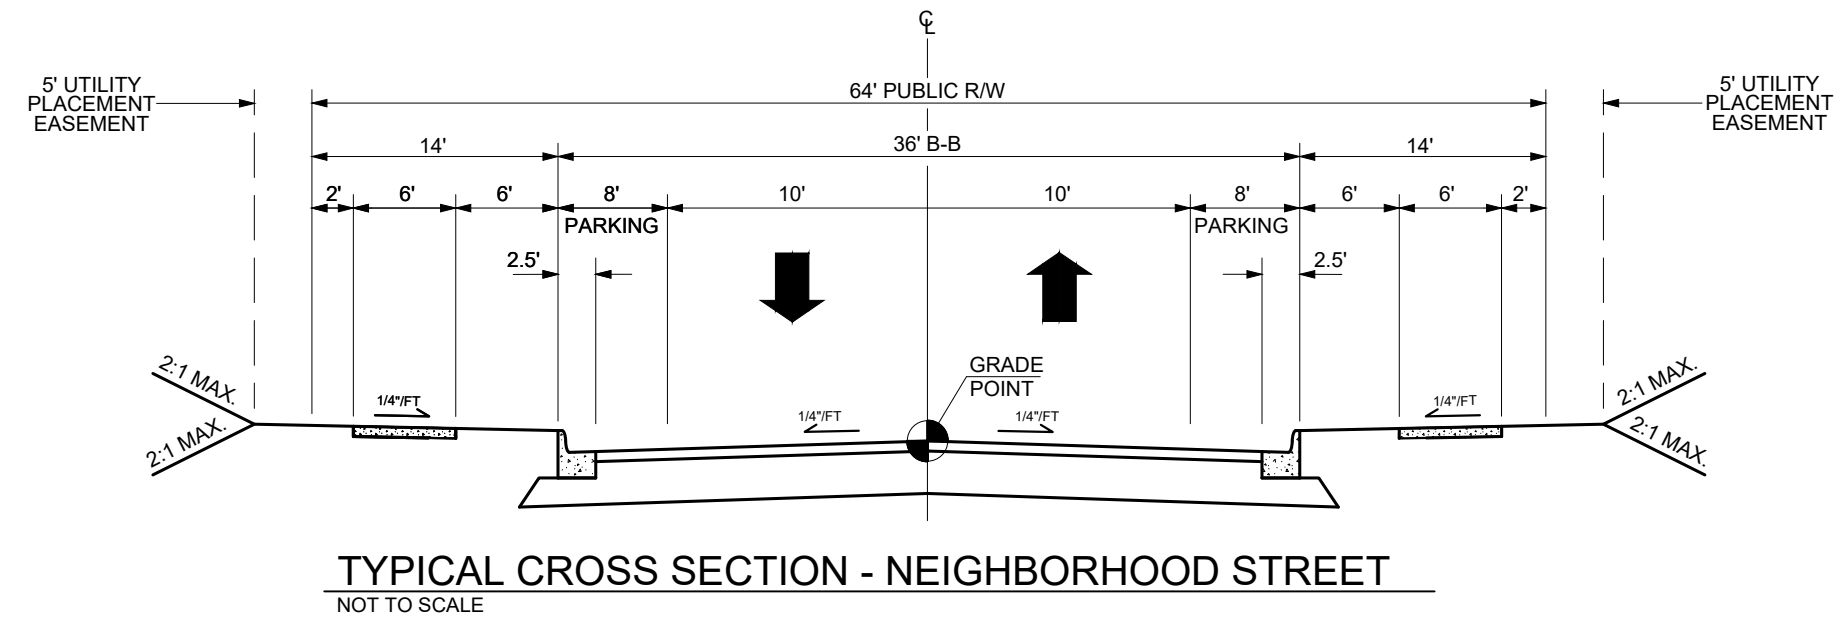 ℄
5' UTILITY
PLACEMENT
EASEMENT
64' PUBLIC R/W
5' UTILITY
PLACEMENT
EASEMENT
14'
36' B-B
14'
2'
6'
6'
8'
10'
10'
8'
6'
6'
2'
PARKING
PARKING
2.5'
2.5'
GRADE
POINT
2:1 MAX.
2:1 MAX.
1/4"/FT
1/4"/FT
1/4"/FT
1/4"/FT
2:1 MAX.
2:1 MAX.
TYPICAL CROSS SECTION - NEIGHBORHOOD STREET
NOT TO SCALE